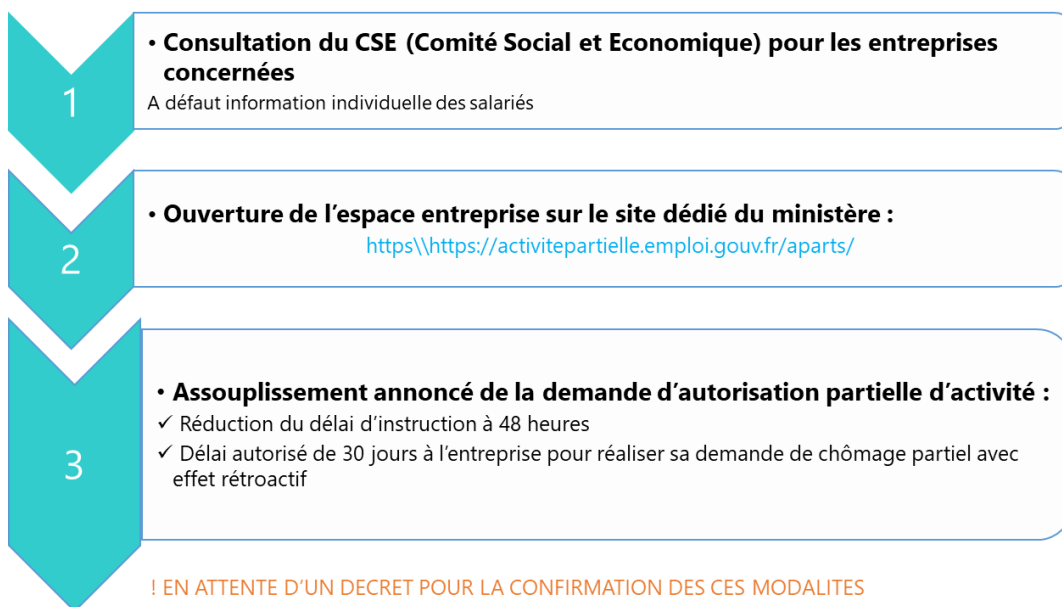 1
• Consultation du CSE (Comité Social et Economique) pour les entreprises
concernées
A défaut information individuelle des salariés
2
• Ouverture de l’espace entreprise sur le site dédié du ministère :
https\\https://activitepartielle.emploi.gouv.fr/aparts/
3
• Assouplissement annoncé de la demande d’autorisation partielle d’activité :
✓ Réduction du délai d’instruction à 48 heures
✓ Délai autorisé de 30 jours à l’entreprise pour réaliser sa demande de chômage partiel avec
effet rétroactif
! EN ATTENTE D’UN DECRET POUR LA CONFIRMATION DES CES MODALITES